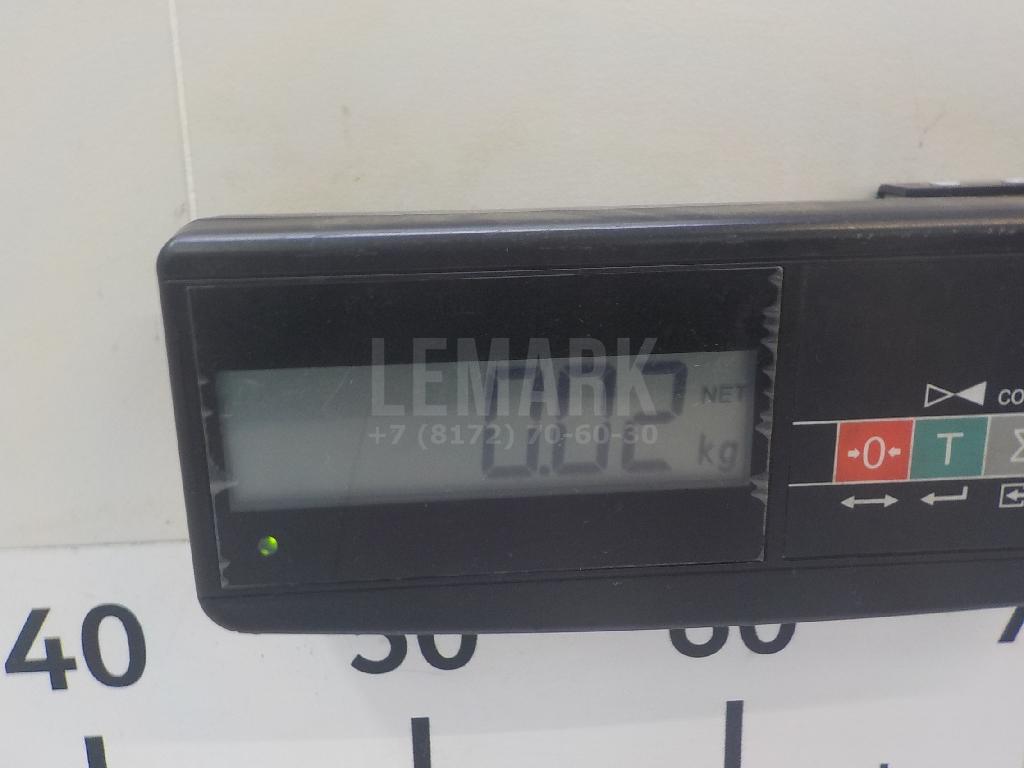 LEMARK
+7 (8172) 70-60-30
0.02 NET
kg
→0← T
40 50 60